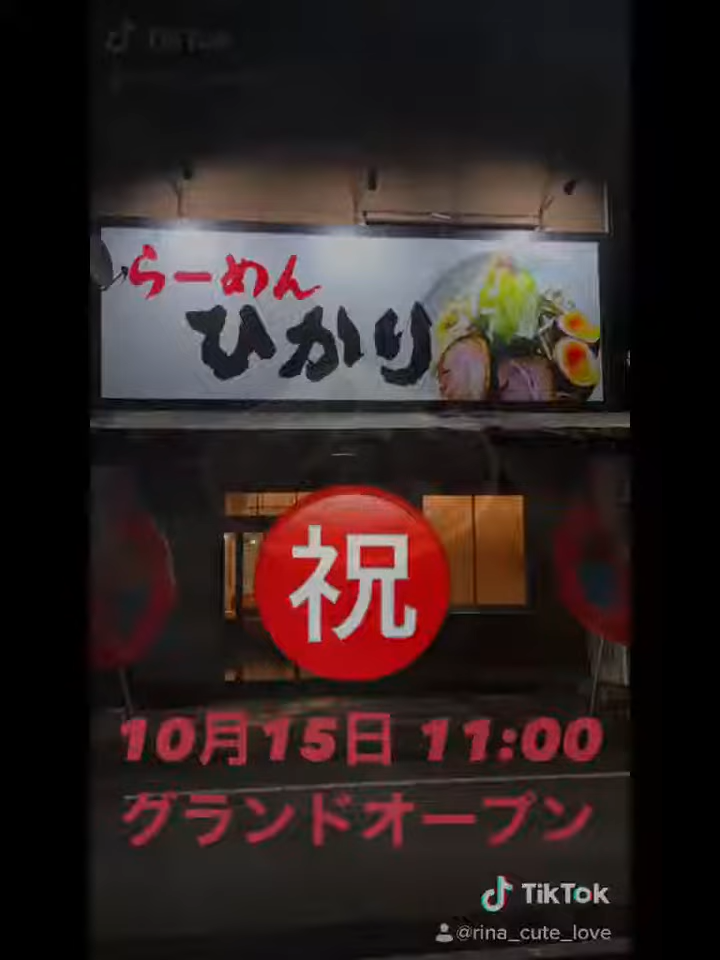 TikTok
らーめん
ひかり
祝
10月15日 11:00
グランドオープン
TikTok
@rina_cute_love